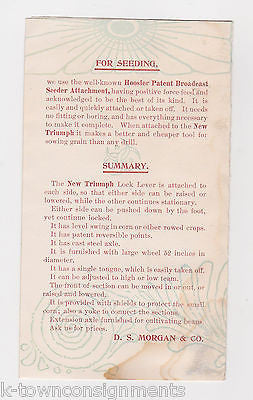 FOR SEEDING.
we use the wellknown Hoosier Patent Broadcast
Seeder Attachment, having positive force feed and
acknowledged to be the best of its kind. It is
easily and quickly attached or taken off. It needs
no fitting or boring, and has everything necessary
to make it complete. When attached to the New
Triumph it makes a better and cheaper tool for
sowing grain than any drill.
SUMMARY.
The New Triumph Lock Lever is attached to
each side, so that either side can be raised or
lowered, while the other continues stationary.
Either side can be pushed down by the foot,
yet continue locked.
It has level swing in corn or other rowed crops.
It has patent reversible points.
It has cast steel axle.
It is furnished with large wheel 52 inches in
diameter.
It has a single tongue, which is easily taken off.
It can be adjusted to high or low team.
The front of section can be moved in or out, or
raised and lowered.
It is provided with shields to protect the small
corn; also a yoke to connect the sections.
Extension axle furnished for cultivating beans.
Ask us for prices.
D. S. MORGAN & CO.
k-townconsignments